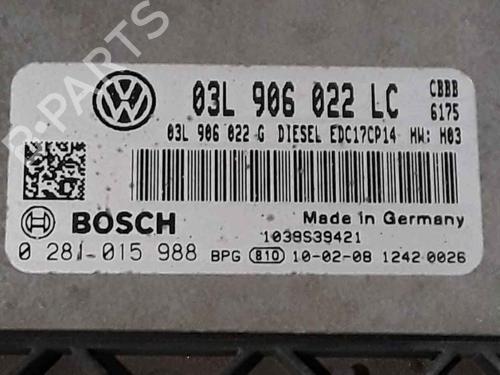 03L 906 022 LC
CBBB
6175
03L 906 022 G DIESEL EDC17CP14 HW: H03
BOSCH
Made in Germany
1039S39421
0 281 015 988 BPG 810 10-02-08 1242 0026
R-PARTS